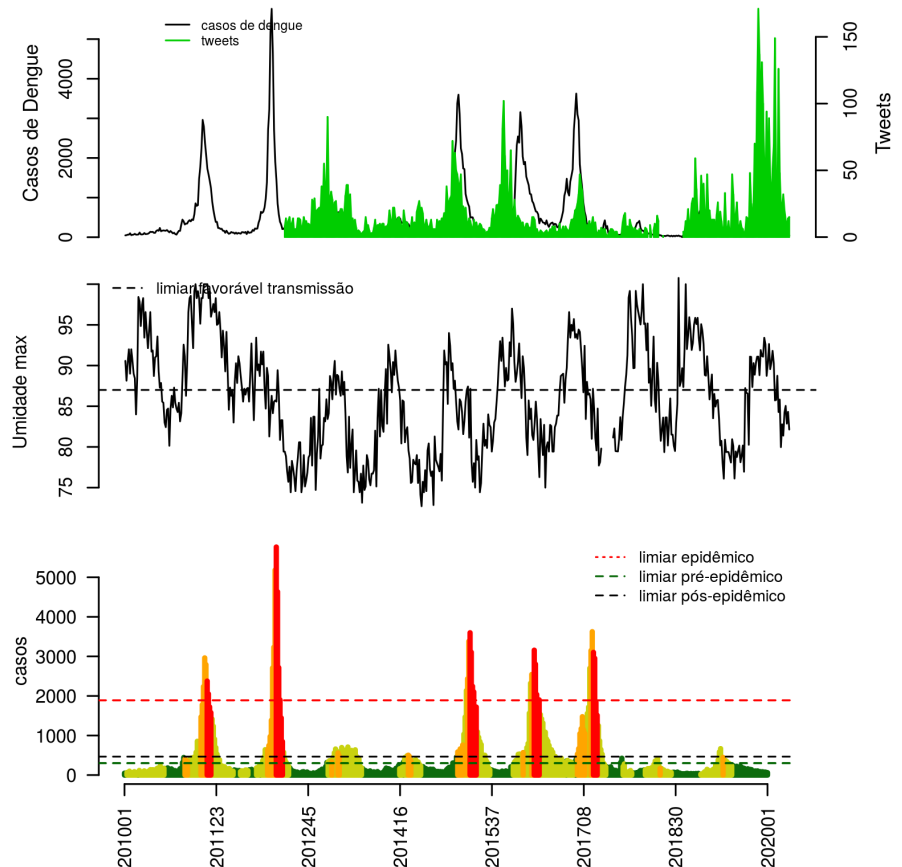 casos de dengue
tweets
Casos de Dengue
0
2000
4000
Tweets
0
50
100
150
limiar favorável transmissão
Umidade max
75
80
85
90
95
limiar epidêmico
limiar pré-epidêmico
limiar pós-epidêmico
casos
5000
4000
3000
2000
1000
0
201001
201123
201245
201416
201537
201708
201830
202001